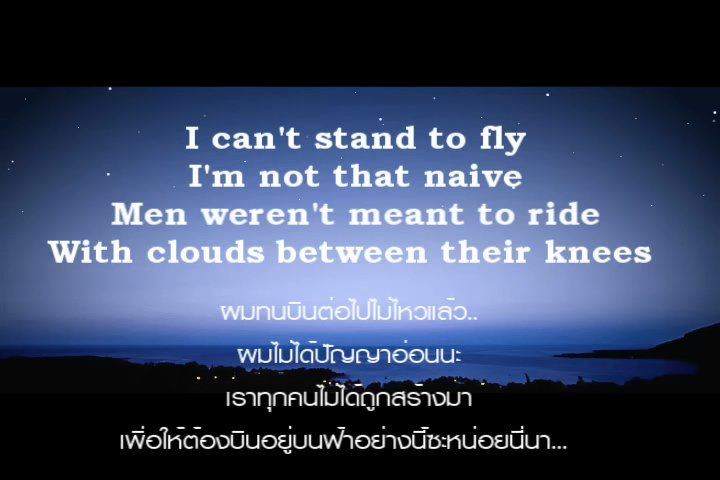 I can't stand to fly
I'm not that naive
Men weren't meant to ride
With clouds between their knees
ผมทนบินต่อไปไม่ไหวแล้ว..
ผมไม่ได้ปัญญาอ่อนนะ
เราทุกคนไม่ได้ถูกสร้างมา
เพื่อให้ต้องบินอยู่บนฟ้าอย่างนี้ซะหน่อยนี่นา...